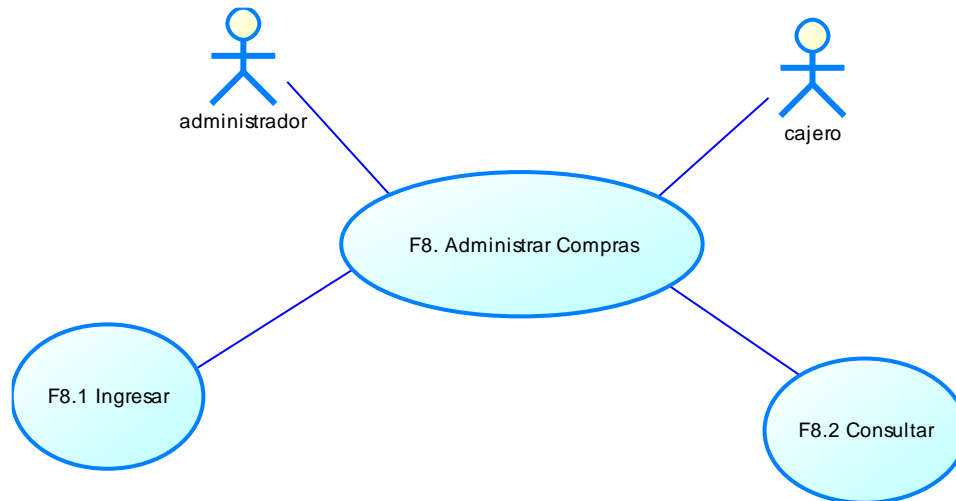 administrador
cajero
F8. Administrar Compras
F8.1 Ingresar
F8.2 Consultar